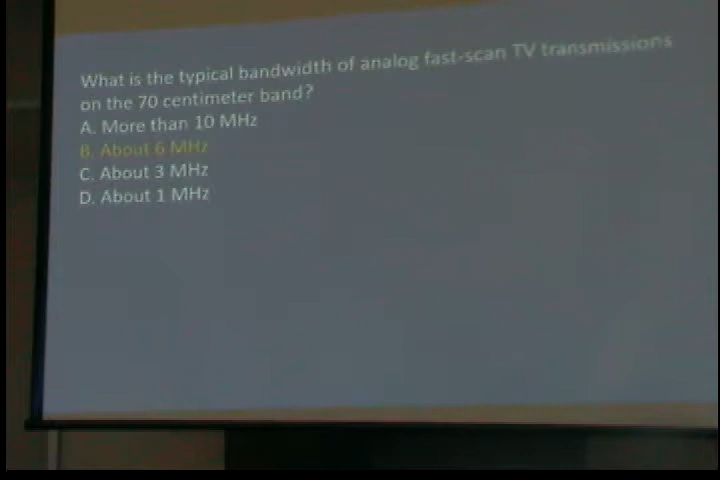 What is the typical bandwidth of analog fast-scan TV transmissions
on the 70 centimeter band?
A. More than 10 MHz
B. About 6 MHz
C. About 3 MHz
D. About 1 MHz